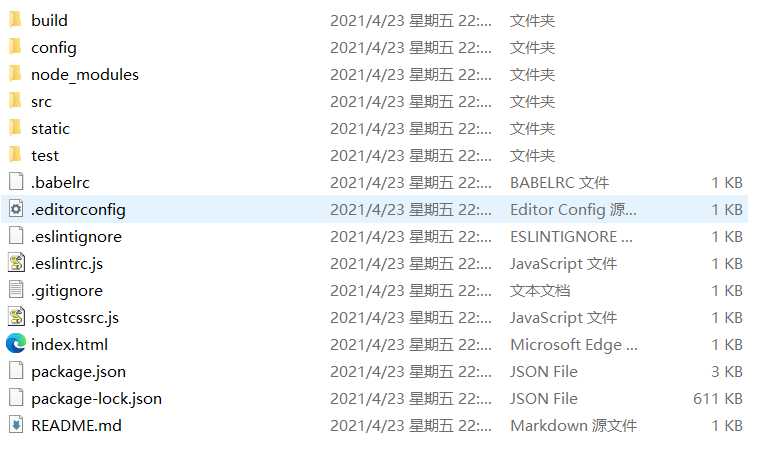 build 2021/4/23 星期五 22:... 文件夹
config 2021/4/23 星期五 22:... 文件夹
node_modules 2021/4/23 星期五 22:... 文件夹
src 2021/4/23 星期五 22:... 文件夹
static 2021/4/23 星期五 22:... 文件夹
test 2021/4/23 星期五 22:... 文件夹
.babelrc 2021/4/23 星期五 22:... BABELRC 文件 1 KB
.editorconfig 2021/4/23 星期五 22:... Editor Config 源... 1 KB
.eslintignore 2021/4/23 星期五 22:... ESLINTIGNORE ... 1 KB
.eslintrc.js 2021/4/23 星期五 22:... JavaScript 文件 1 KB
.gitignore 2021/4/23 星期五 22:... 文本文档 1 KB
.postcssrc.js 2021/4/23 星期五 22:... JavaScript 文件 1 KB
index.html 2021/4/23 星期五 22:... Microsoft Edge ... 1 KB
package.json 2021/4/23 星期五 22:... JSON File 3 KB
package-lock.json 2021/4/23 星期五 22:... JSON File 611 KB
README.md 2021/4/23 星期五 22:... Markdown 源文件 1 KB